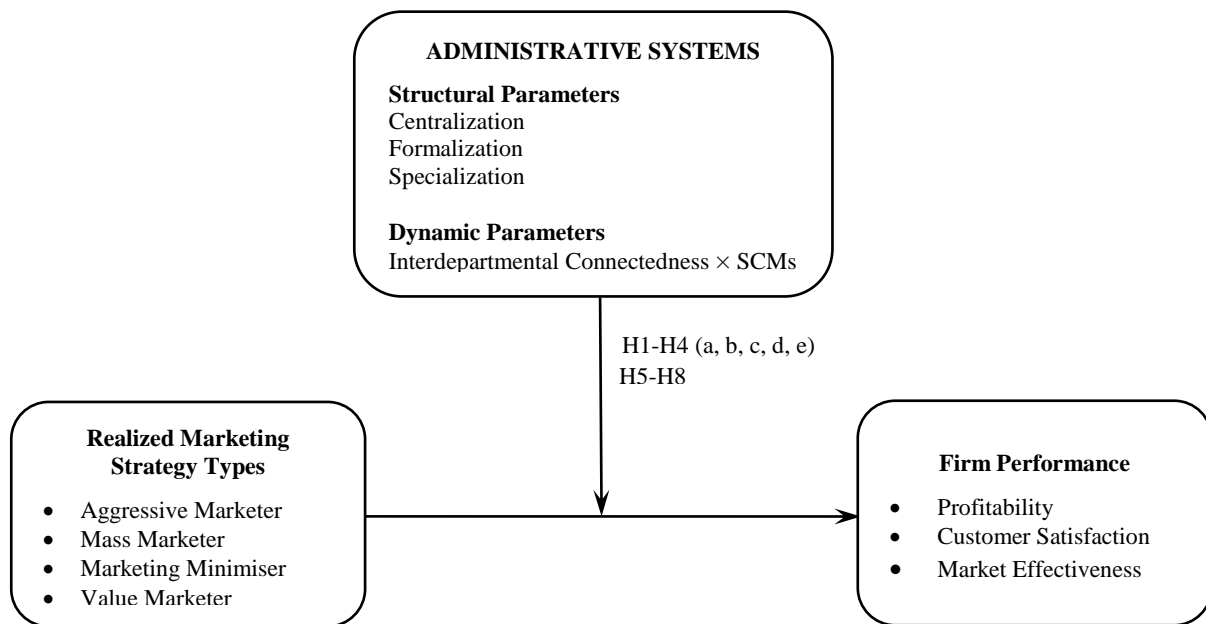 ADMINISTRATIVE SYSTEMS
Structural Parameters
Centralization
Formalization
Specialization
Dynamic Parameters
Interdepartmental Connectedness × SCMs
H1-H4 (a, b, c, d, e)
H5-H8
Realized Marketing
Strategy Types
• Aggressive Marketer
• Mass Marketer
• Marketing Minimiser
• Value Marketer
Firm Performance
• Profitability
• Customer Satisfaction
• Market Effectiveness